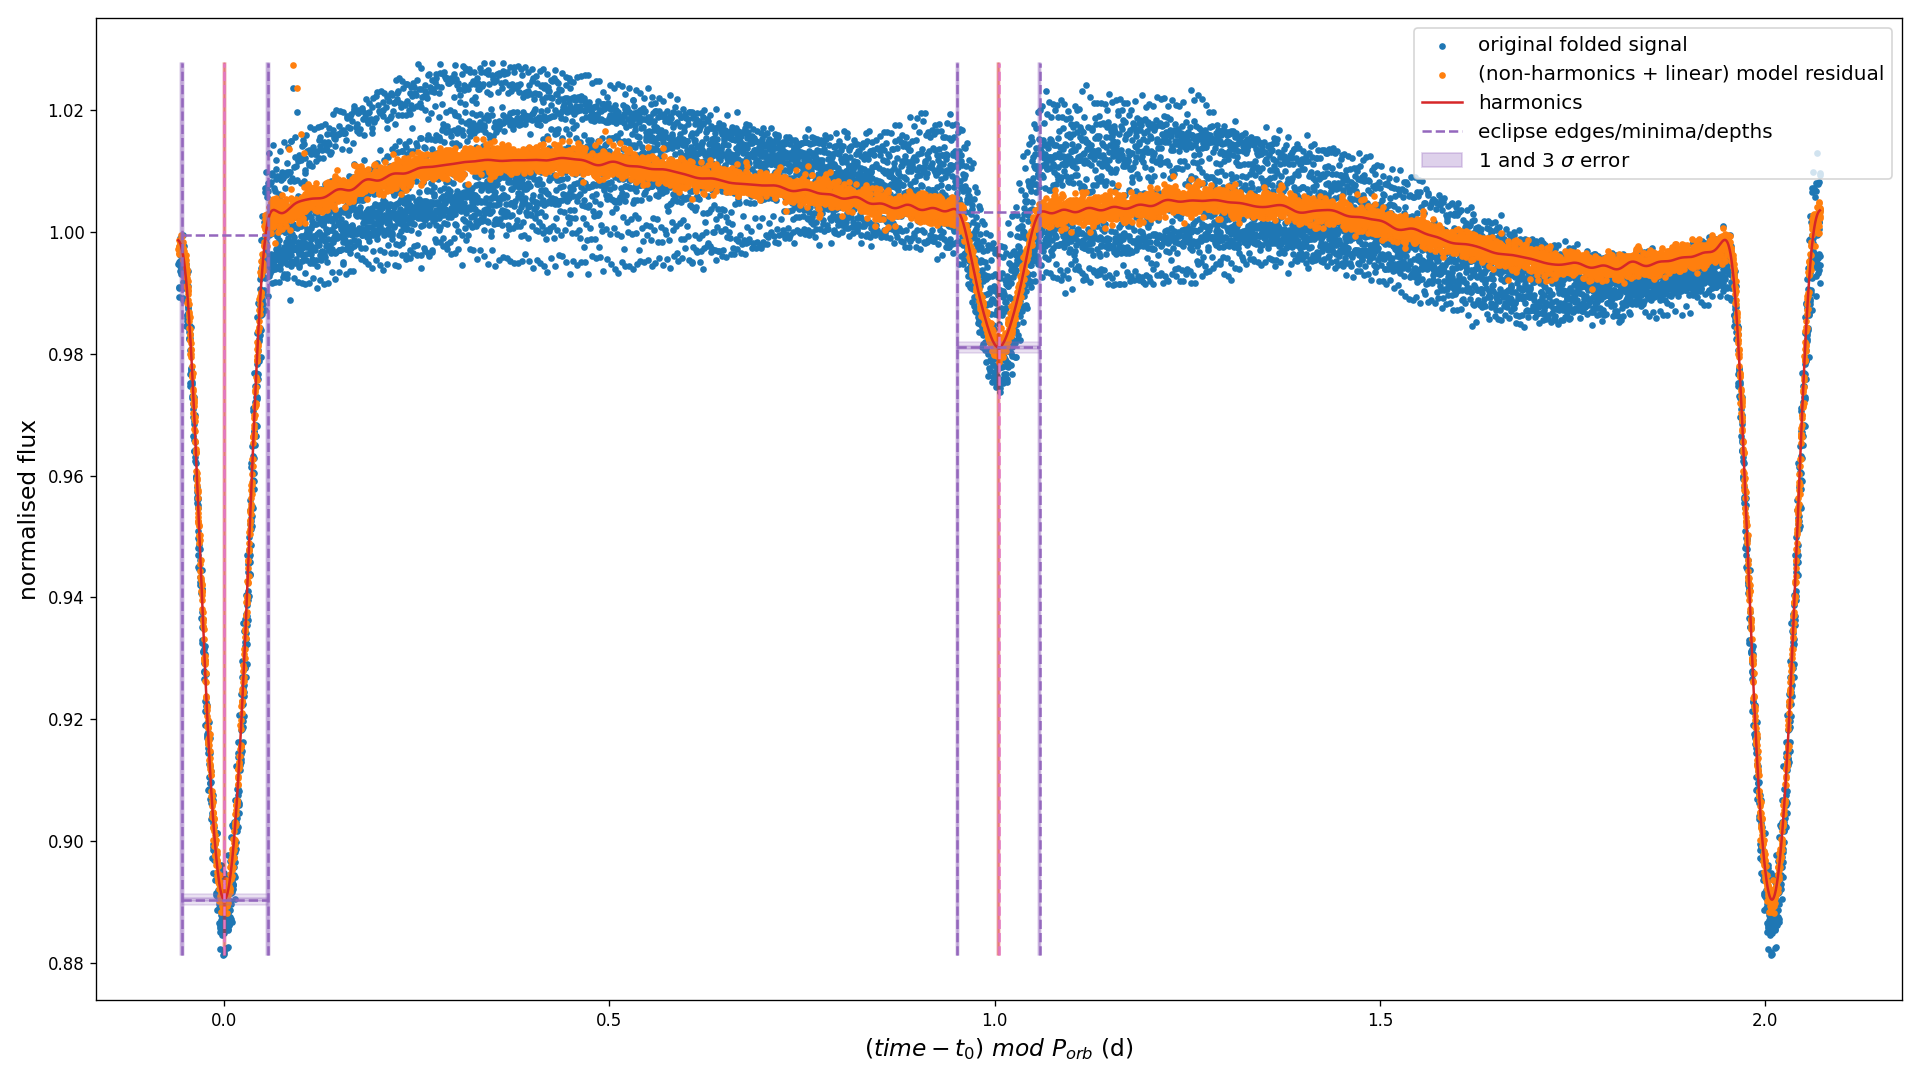 original folded signal
(non-harmonics + linear) model residual
harmonics
eclipse edges/minima/depths
1 and 3 σ error
normalised flux
1.02
1.00
0.98
0.96
0.94
0.92
0.90
0.88
0.0 0.5 1.0 1.5 2.0
(time − t₀) mod Pₒᵣb (d)